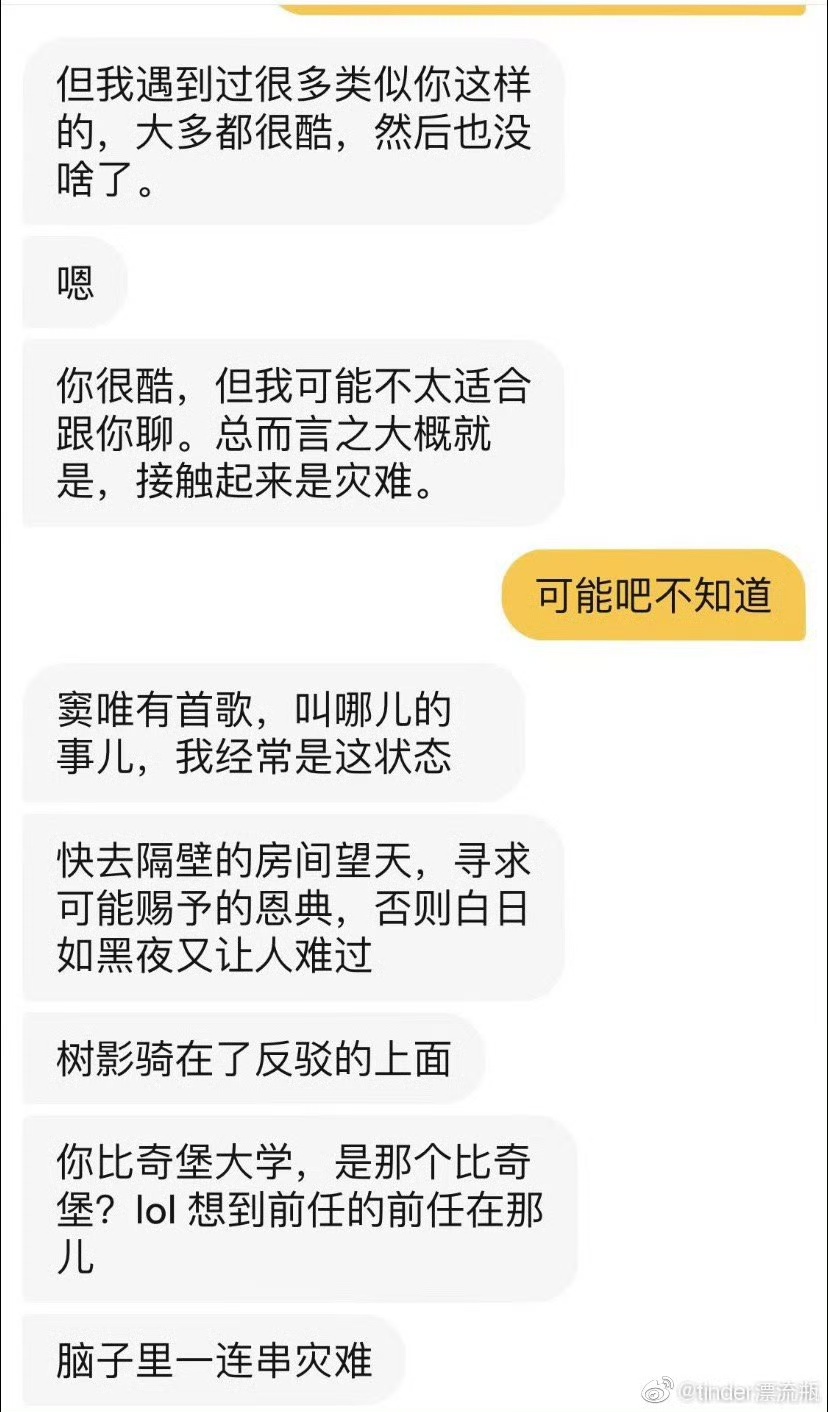 但我遇到过很多类似你这样
的，大多都很酷，然后也没
啥了。
嗯
你很酷，但我可能不太适合
跟你聊。总而言之大概就
是，接触起来是灾难。
可能吧不知道
窦唯有首歌，叫哪儿的
事儿，我经常是这状态
快去隔壁的房间望天，寻求
可能赐予的恩典，否则白日
如黑夜又让人难过
树影骑在了反驳的上面
你比奇堡大学，是那个比奇
堡？lol 想到前任的前任在那
儿
脑子里一连串灾难
@tinder漂流瓶